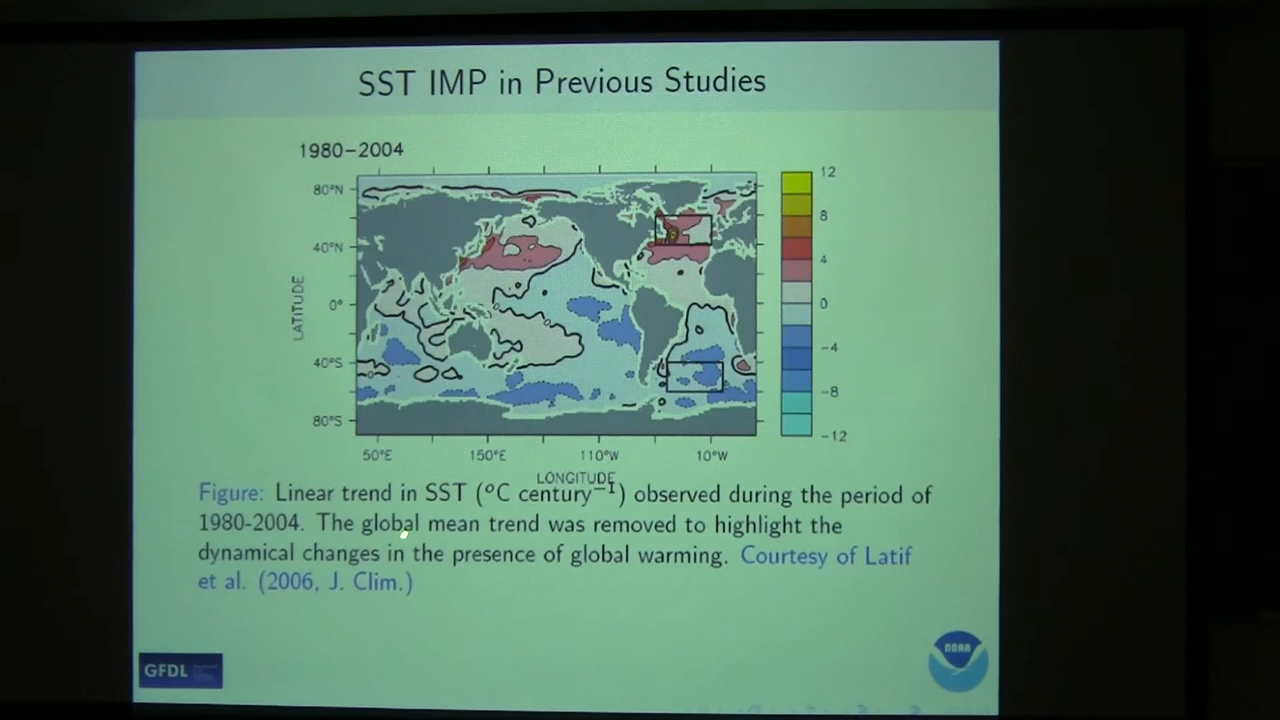 SST IMP in Previous Studies
1980-2004
80°N
40°N
0°
40°S
80°S
LATITUDE
50°E 150°E 110°W 10°W
LONGITUDE
12
8
4
0
-4
-8
-12
Figure: Linear trend in SST (°C century⁻¹) observed during the period of
1980-2004. The global mean trend was removed to highlight the
dynamical changes in the presence of global warming. Courtesy of Latif
et al. (2006, J. Clim.)
GFDL
NOAA